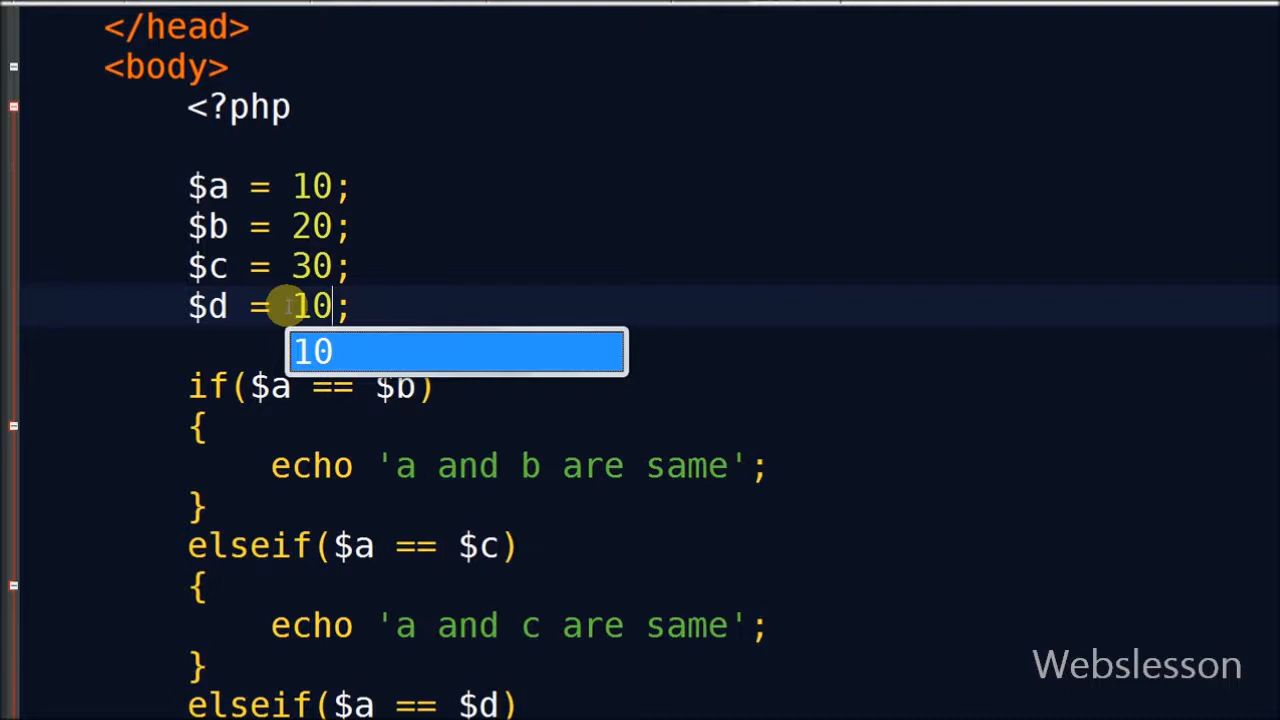 </head>
<body>
<?php
$a = 10;
$b = 20;
$c = 30;
$d = 10;
10
if($a == $b)
{
echo 'a and b are same';
}
elseif($a == $c)
{
echo 'a and c are same';
}
elseif($a == $d)
Webslesson